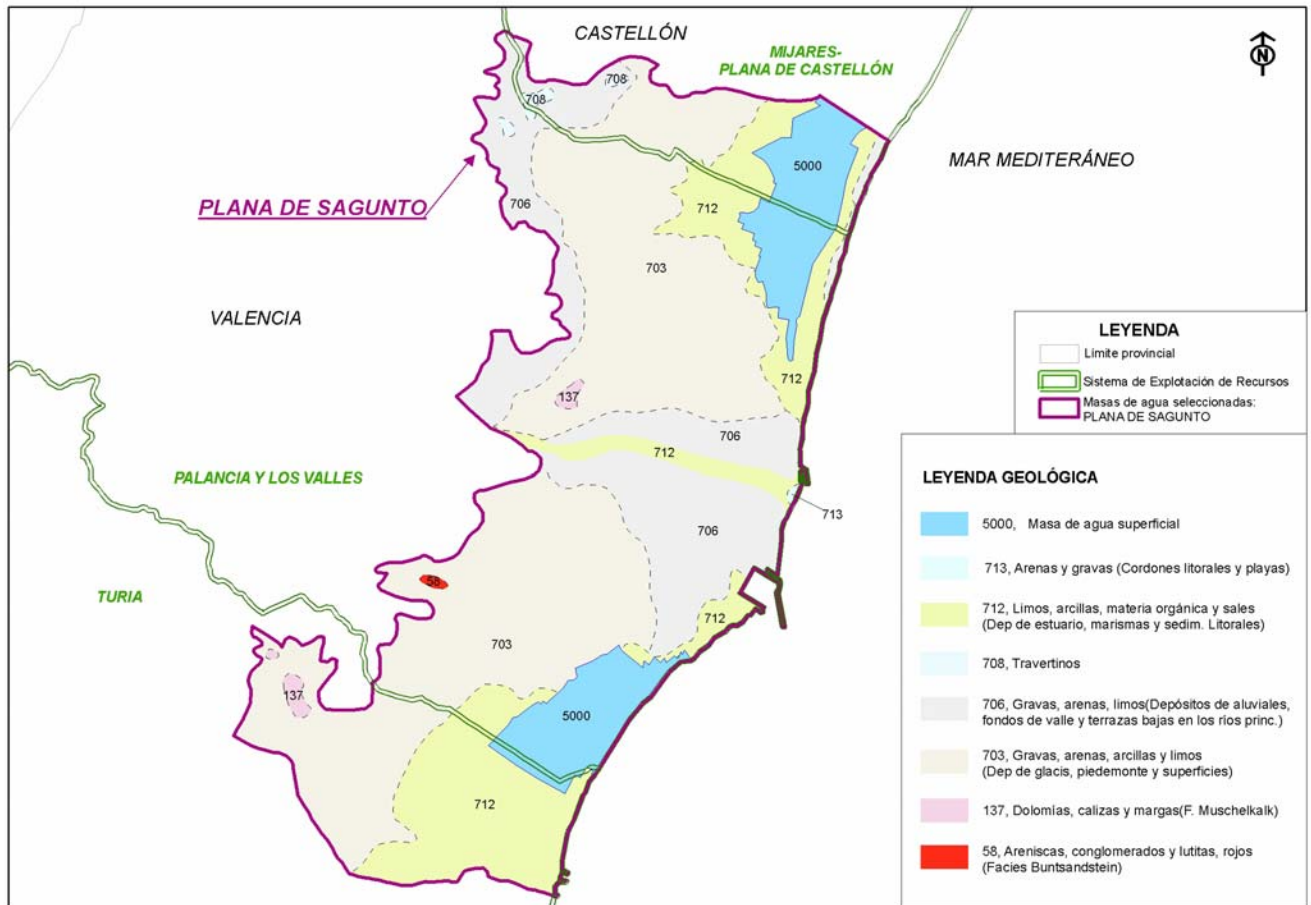 CASTELLÓN
MIJARES-
PLANA DE CASTELLÓN
N
MAR MEDITERÁNEO
PLANA DE SAGUNTO
VALENCIA
PALANCIA Y LOS VALLES
TURIA
708
708
5000
706
712
703
712
137
706
712
713
706
58
712
703
137
5000
712
LEYENDA
Límite provincial
Sistema de Explotación de Recursos
Masas de agua seleccionadas:
PLANA DE SAGUNTO
LEYENDA GEOLÓGICA
5000, Masa de agua superficial
713, Arenas y gravas (Cordones litorales y playas)
712, Limos, arcillas, materia orgánica y sales
(Dep de estuario, marismas y sedim. Litorales)
708, Travertinos
706, Gravas, arenas, limos(Depósitos de aluviales,
fondos de valle y terrazas bajas en los ríos princ.)
703, Gravas, arenas, arcillas y limos
(Dep de glacis, piedemonte y superficies)
137, Dolomías, calizas y margas(F. Muschelkalk)
58, Areniscas, conglomerados y lutitas, rojos
(Facies Buntsandstein)